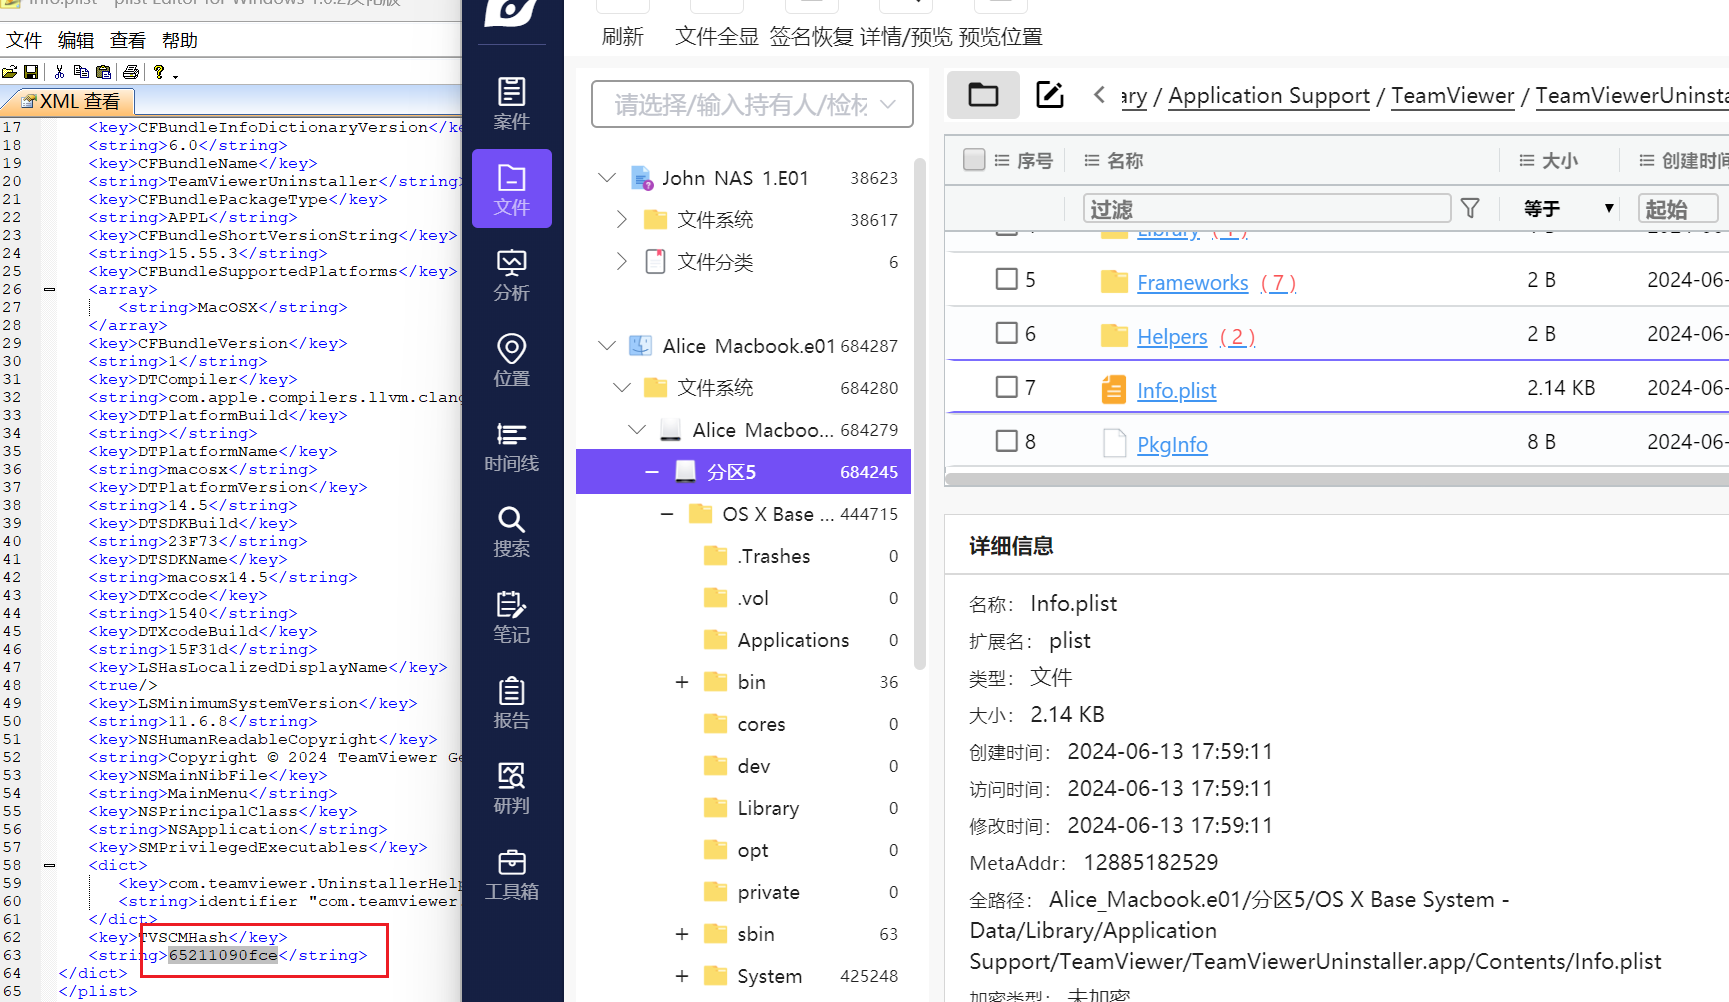 Info.plist - plist Editor for Windows 1.0.2汉化版
文件 编辑 查看 帮助
XML 查看
17 <key>CFBundleInfoDictionaryVersion</ke
18 <string>6.0</string>
19 <key>CFBundleName</key>
20 <string>TeamViewerUninstaller</string>
21 <key>CFBundlePackageType</key>
22 <string>APPL</string>
23 <key>CFBundleShortVersionString</key>
24 <string>15.55.3</string>
25 <key>CFBundleSupportedPlatforms</key>
26 <array>
27 <string>MacOSX</string>
28 </array>
29 <key>CFBundleVersion</key>
30 <string>1</string>
31 <key>DTCompiler</key>
32 <string>com.apple.compilers.llvm.clang
33 <key>DTPlatformBuild</key>
34 <string></string>
35 <key>DTPlatformName</key>
36 <string>macosx</string>
37 <key>DTPlatformVersion</key>
38 <string>14.5</string>
39 <key>DTSDKBuild</key>
40 <string>23F73</string>
41 <key>DTSDKName</key>
42 <string>macosx14.5</string>
43 <key>DTXcode</key>
44 <string>1540</string>
45 <key>DTXcodeBuild</key>
46 <string>15F31d</string>
47 <key>LSHasLocalizedDisplayName</key>
48 <true/>
49 <key>LSMinimumSystemVersion</key>
50 <string>11.6.8</string>
51 <key>NSHumanReadableCopyright</key>
52 <string>Copyright © 2024 TeamViewer Ge
53 <key>NSMainNibFile</key>
54 <string>MainMenu</string>
55 <key>NSPrincipalClass</key>
56 <string>NSApplication</string>
57 <key>SMPrivilegedExecutables</key>
58 <dict>
59 <key>com.teamviewer.UninstallerHelp
60 <string>identifier "com.teamviewer.
61 </dict>
62 <key>TVSCMHash</key>
63 <string>65211090fce</string>
64 </dict>
65 </plist>
案件
文件
分析
位置
时间线
搜索
笔记
报告
研判
工具箱
刷新 文件全显 签名恢复 详情/预览 预览位置
请选择/输入持有人/检材
John_NAS_1.E01 38623
文件系统 38617
文件分类 6
Alice_Macbook.e01 684287
文件系统 684280
Alice_Macboo... 684279
分区5 684245
OS X Base ... 444715
.Trashes 0
.vol 0
Applications 0
bin 36
cores 0
dev 0
Library 0
opt 0
private 0
sbin 63
System 425248
ary / Application Support / TeamViewer / TeamViewerUninsta
序号 名称 大小 创建时间
过滤 等于 起始
Library
5 Frameworks ( 7 ) 2 B 2024-06-
6 Helpers ( 2 ) 2 B 2024-06-
7 Info.plist 2.14 KB 2024-06-
8 PkgInfo 8 B 2024-06-
详细信息
名称： Info.plist
扩展名： plist
类型： 文件
大小： 2.14 KB
创建时间： 2024-06-13 17:59:11
访问时间： 2024-06-13 17:59:11
修改时间： 2024-06-13 17:59:11
MetaAddr： 12885182529
全路径： Alice_Macbook.e01/分区5/OS X Base System -
Data/Library/Application
Support/TeamViewer/TeamViewerUninstaller.app/Contents/Info.plist
加密类型： 未加密